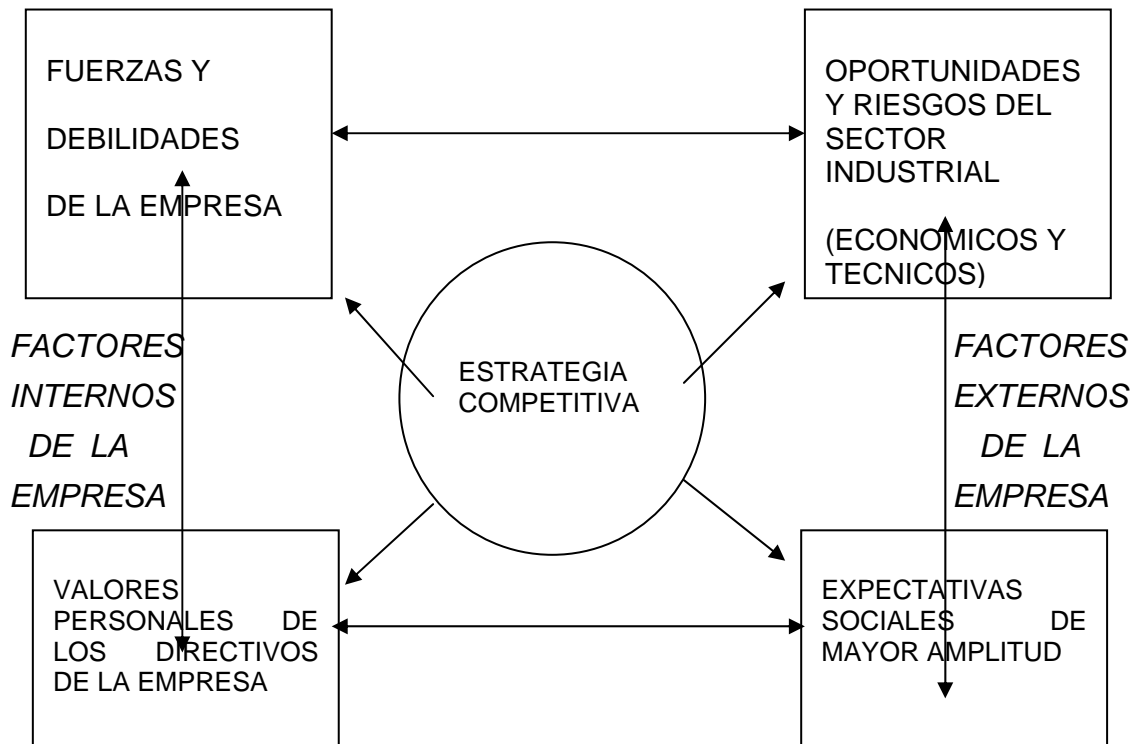 FUERZAS Y
DEBILIDADES
DE LA EMPRESA
OPORTUNIDADES
Y RIESGOS DEL
SECTOR
INDUSTRIAL
(ECONOMICOS Y
TECNICOS)
FACTORES
INTERNOS
DE LA
EMPRESA
ESTRATEGIA
COMPETITIVA
FACTORES
EXTERNOS
DE LA
EMPRESA
VALORES
PERSONALES DE
LOS DIRECTIVOS
DE LA EMPRESA
EXPECTATIVAS
SOCIALES DE
MAYOR AMPLITUD